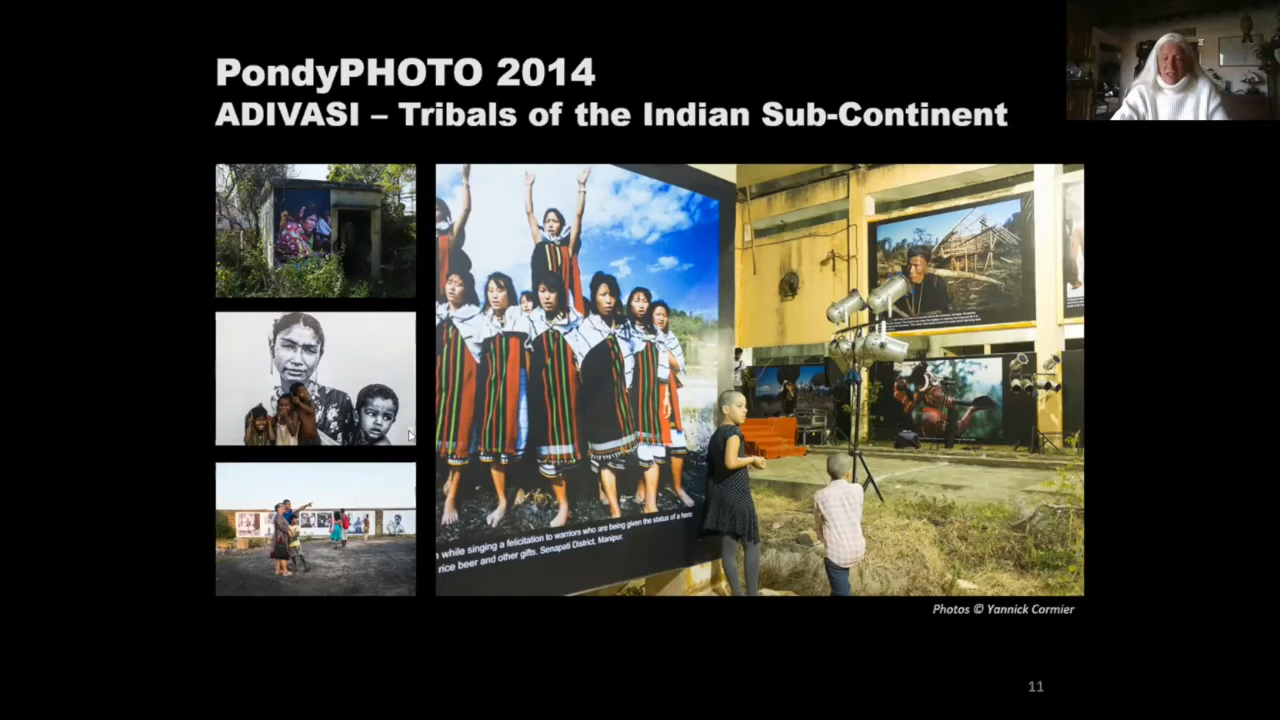 PondyPHOTO 2014
ADIVASI – Tribals of the Indian Sub-Continent
while singing a felicitation to warriors who are being given the status of a hero
rice beer and other gifts. Senapati District, Manipur.
Photos © Yannick Cormier
11